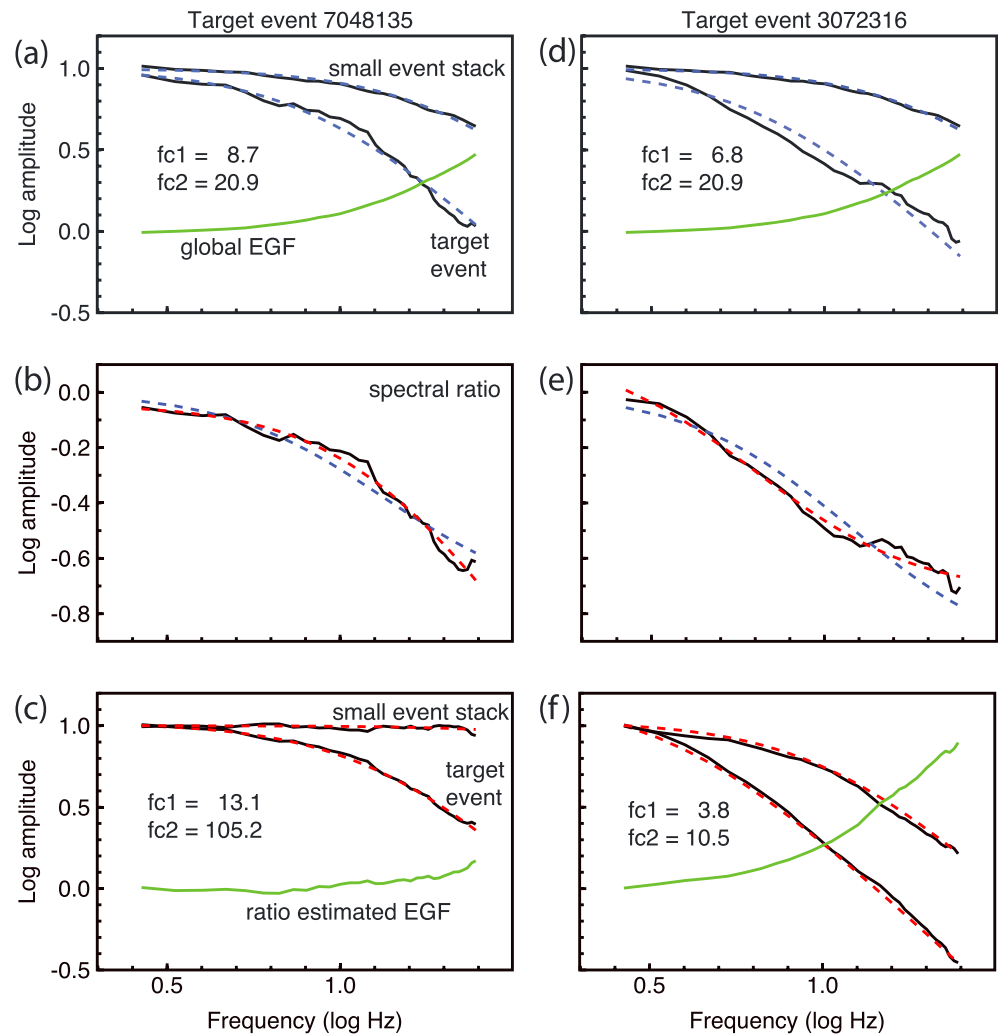 Target event 7048135
Target event 3072316
(a)
Log amplitude
1.0
0.5
0.0
-0.5
small event stack
fc1 = 8.7
fc2 = 20.9
global EGF
target
event
(d)
fc1 = 6.8
fc2 = 20.9
(b)
Log amplitude
0.0
-0.2
-0.4
-0.6
-0.8
spectral ratio
(e)
(c)
Log amplitude
1.0
0.5
0.0
-0.5
small event stack
target
event
fc1 = 13.1
fc2 = 105.2
ratio estimated EGF
0.5
1.0
Frequency (log Hz)
(f)
fc1 = 3.8
fc2 = 10.5
0.5
1.0
Frequency (log Hz)